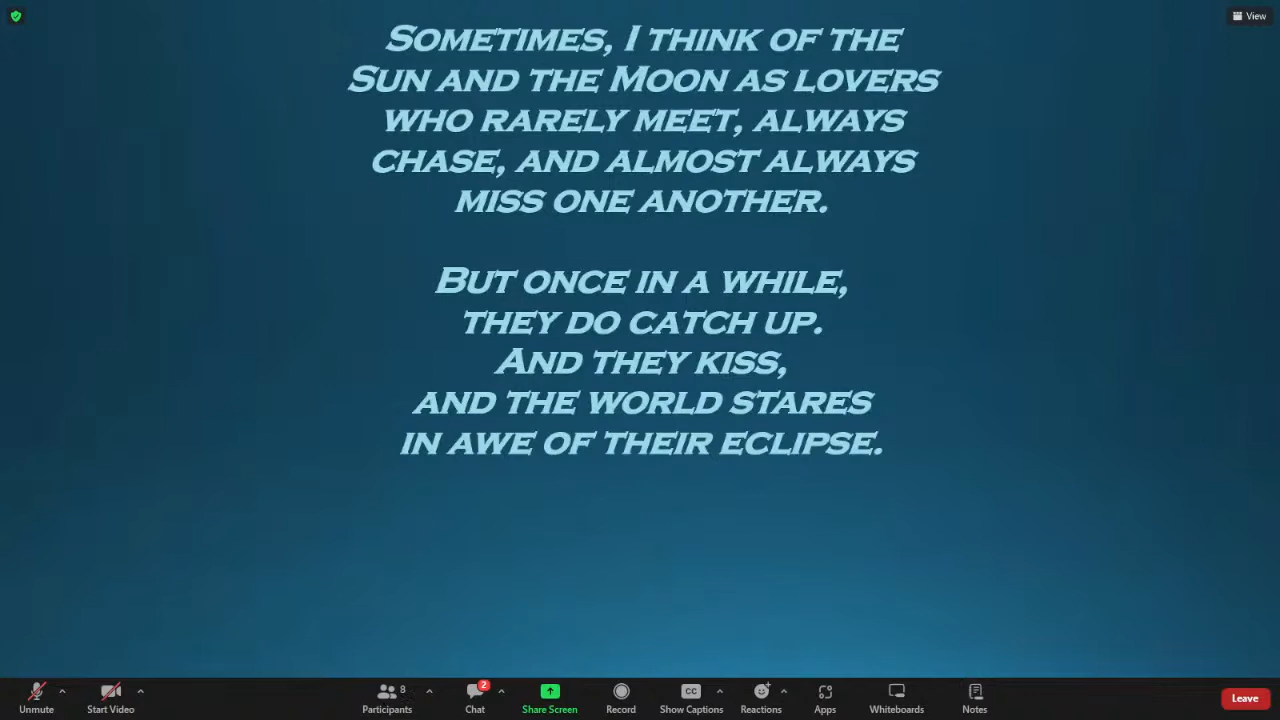 View
Sometimes, I think of the
Sun and the Moon as lovers
who rarely meet, always
chase, and almost always
miss one another.
But once in a while,
they do catch up.
And they kiss,
and the world stares
in awe of their eclipse.
8
2
CC
Unmute
Start Video
Participants
Chat
Share Screen
Record
Show Captions
Reactions
Apps
Whiteboards
Notes
Leave